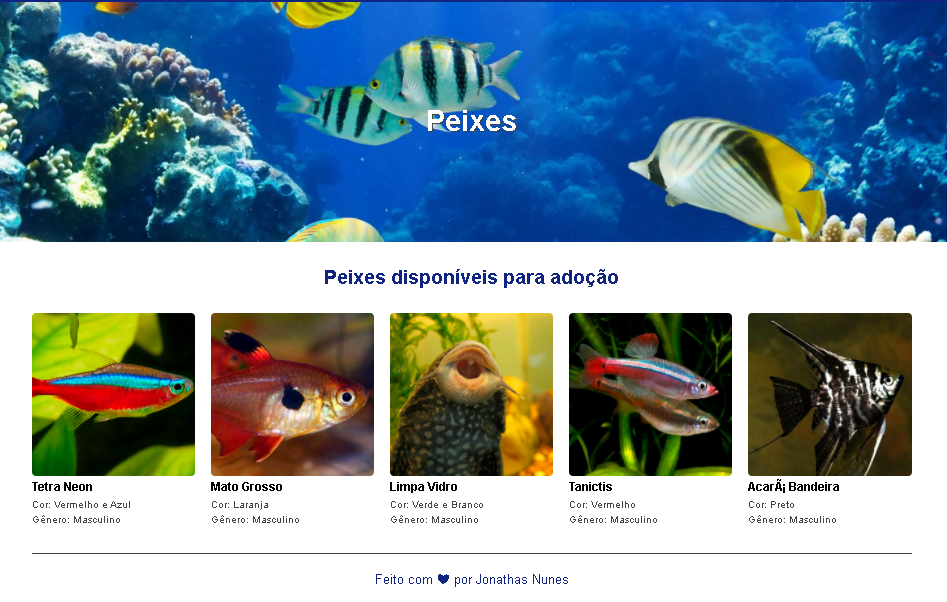 Peixes
Peixes disponíveis para adoção
Tetra Neon
Cor: Vermelho e Azul
Gênero: Masculino
Mato Grosso
Cor: Laranja
Gênero: Masculino
Limpa Vidro
Cor: Verde e Branco
Gênero: Masculino
Tanictis
Cor: Vermelho
Gênero: Masculino
AcarÃ¡ Bandeira
Cor: Preto
Gênero: Masculino
Feito com ♥ por Jonathas Nunes